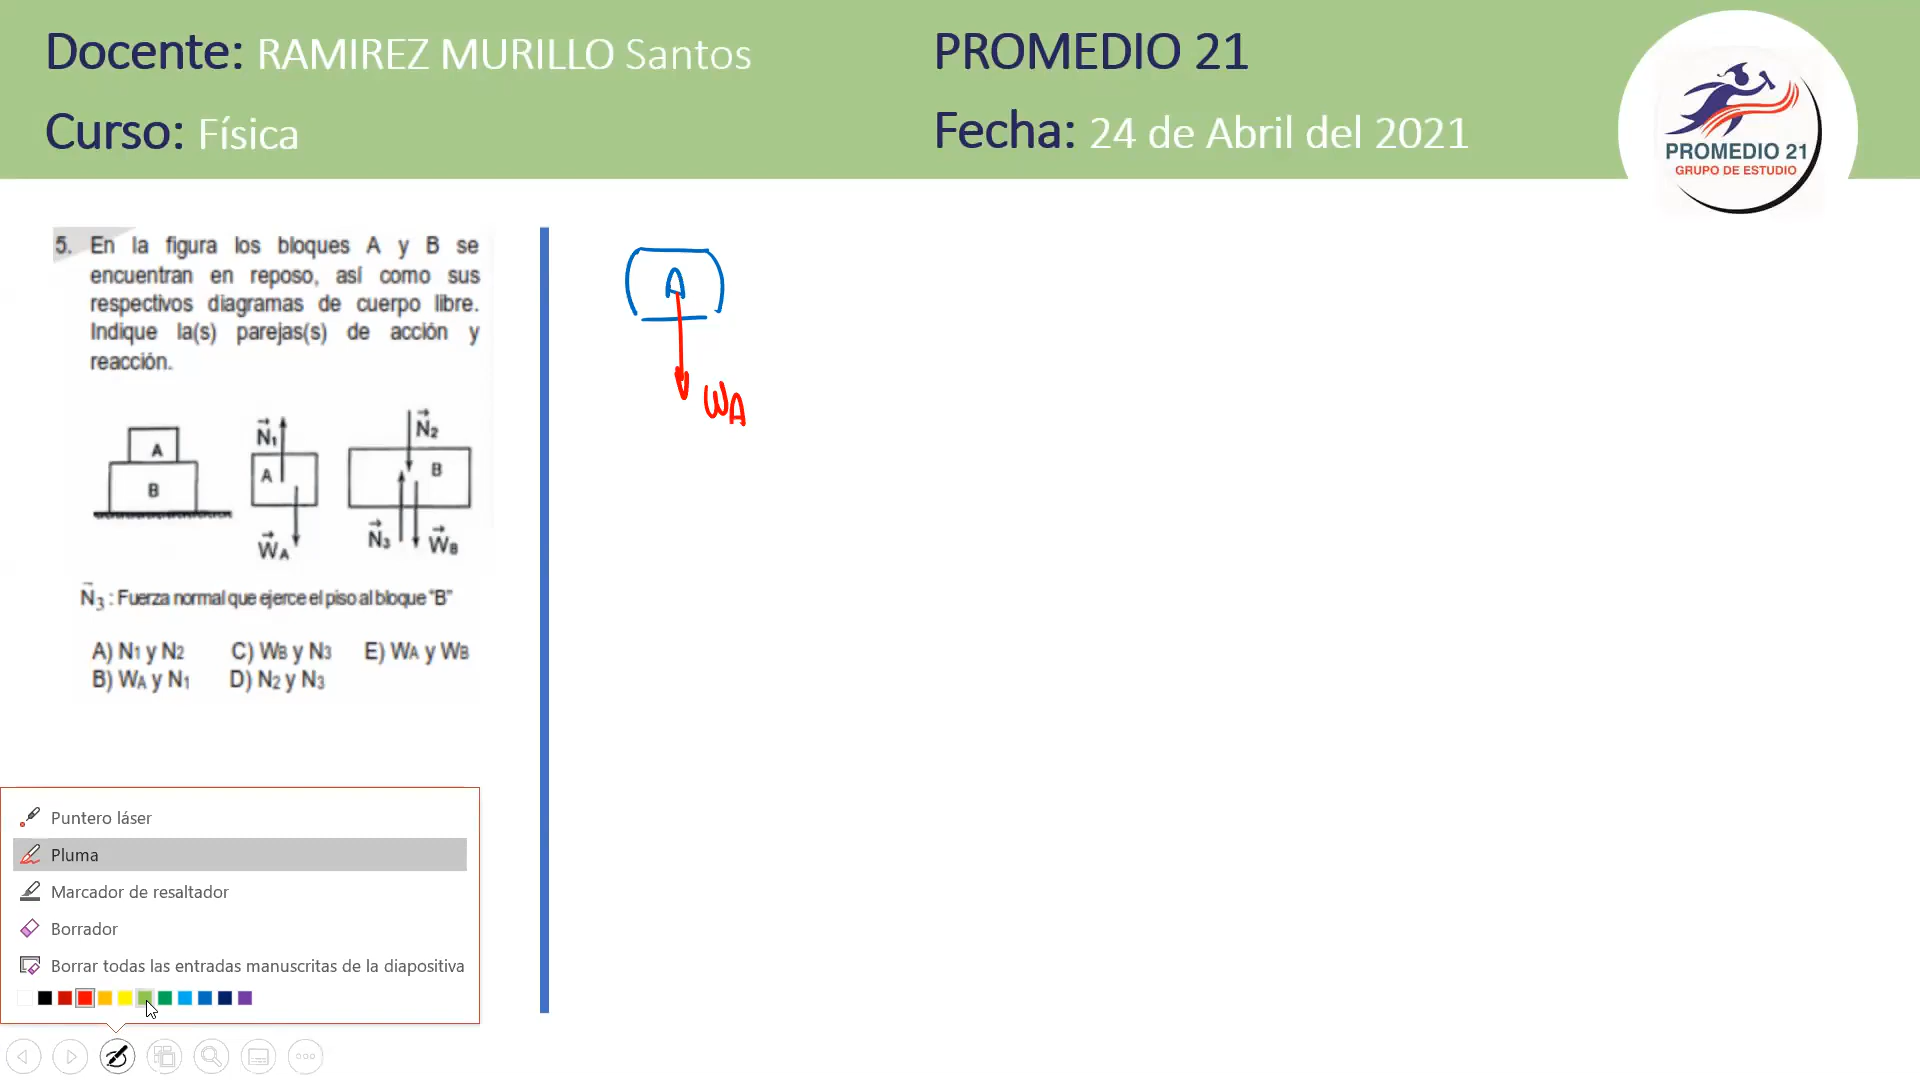 Docente: RAMIREZ MURILLO Santos
PROMEDIO 21
Curso: Física
Fecha: 24 de Abril del 2021
PROMEDIO 21
GRUPO DE ESTUDIO
5. En la figura los bloques A y B se
encuentran en reposo, así como sus
respectivos diagramas de cuerpo libre.
Indique la(s) parejas(s) de acción y
reacción.
A
B
N1
A
WA
N2
B
N3
WB
N3 : Fuerza normal que ejerce el piso al bloque "B"
A) N1 y N2 C) WB y N3 E) WA y WB
B) WA y N1 D) N2 y N3
A
WA
Puntero láser
Pluma
Marcador de resaltador
Borrador
Borrar todas las entradas manuscritas de la diapositiva